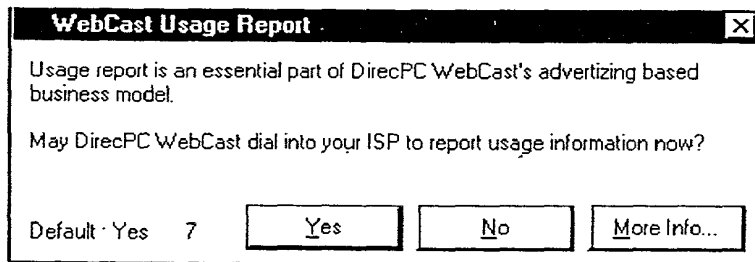 WebCast Usage Report
Usage report is an essential part of DirecPC WebCast's advertizing based
business model.
May DirecPC WebCast dial into your ISP to report usage information now?
Default · Yes 7 Yes No More Info...